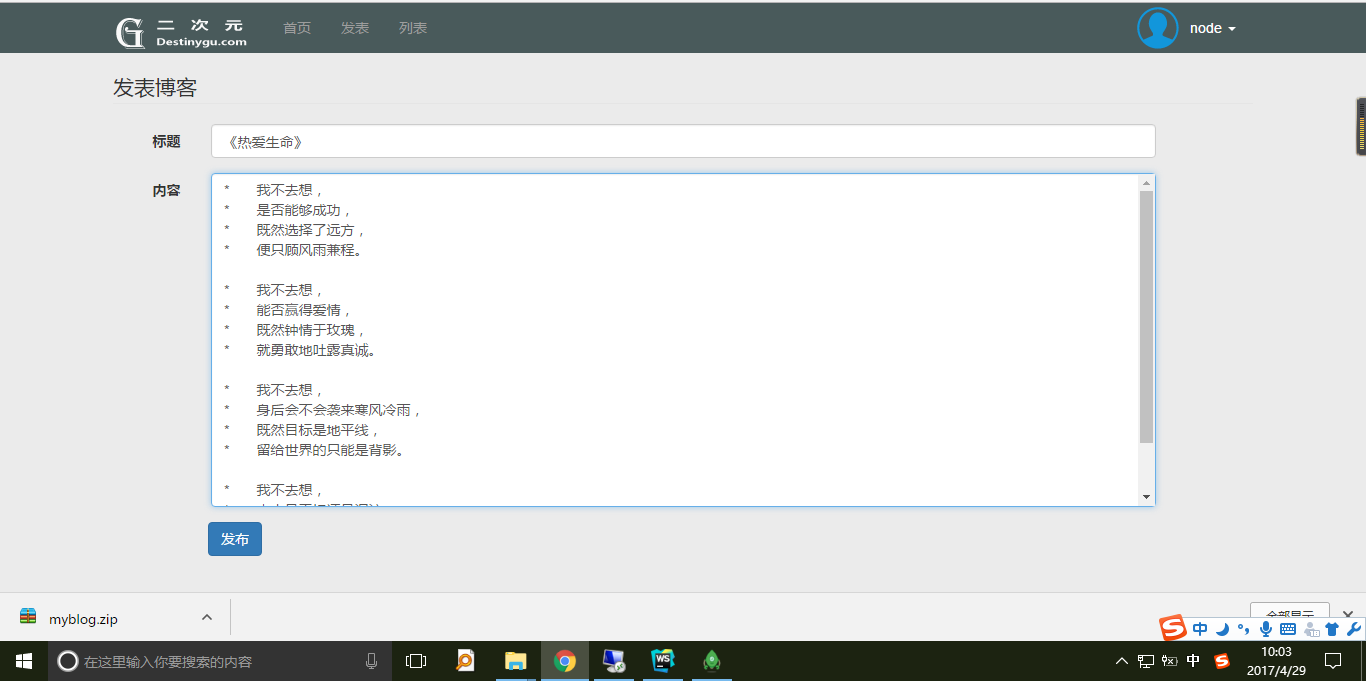 G 二 次 元
Destinygu.com
首页 发表 列表
node
发表博客
标题 《热爱生命》
内容
* 我不去想，
* 是否能够成功，
* 既然选择了远方，
* 便只顾风雨兼程。
* 我不去想，
* 能否赢得爱情，
* 既然钟情于玫瑰，
* 就勇敢地吐露真诚。
* 我不去想，
* 身后会不会袭来寒风冷雨，
* 既然目标是地平线，
* 留给世界的只能是背影。
* 我不去想，
发布
myblog.zip
全部显示
S 中
在这里输入你要搜索的内容
WS
中 S
10:03
2017/4/29